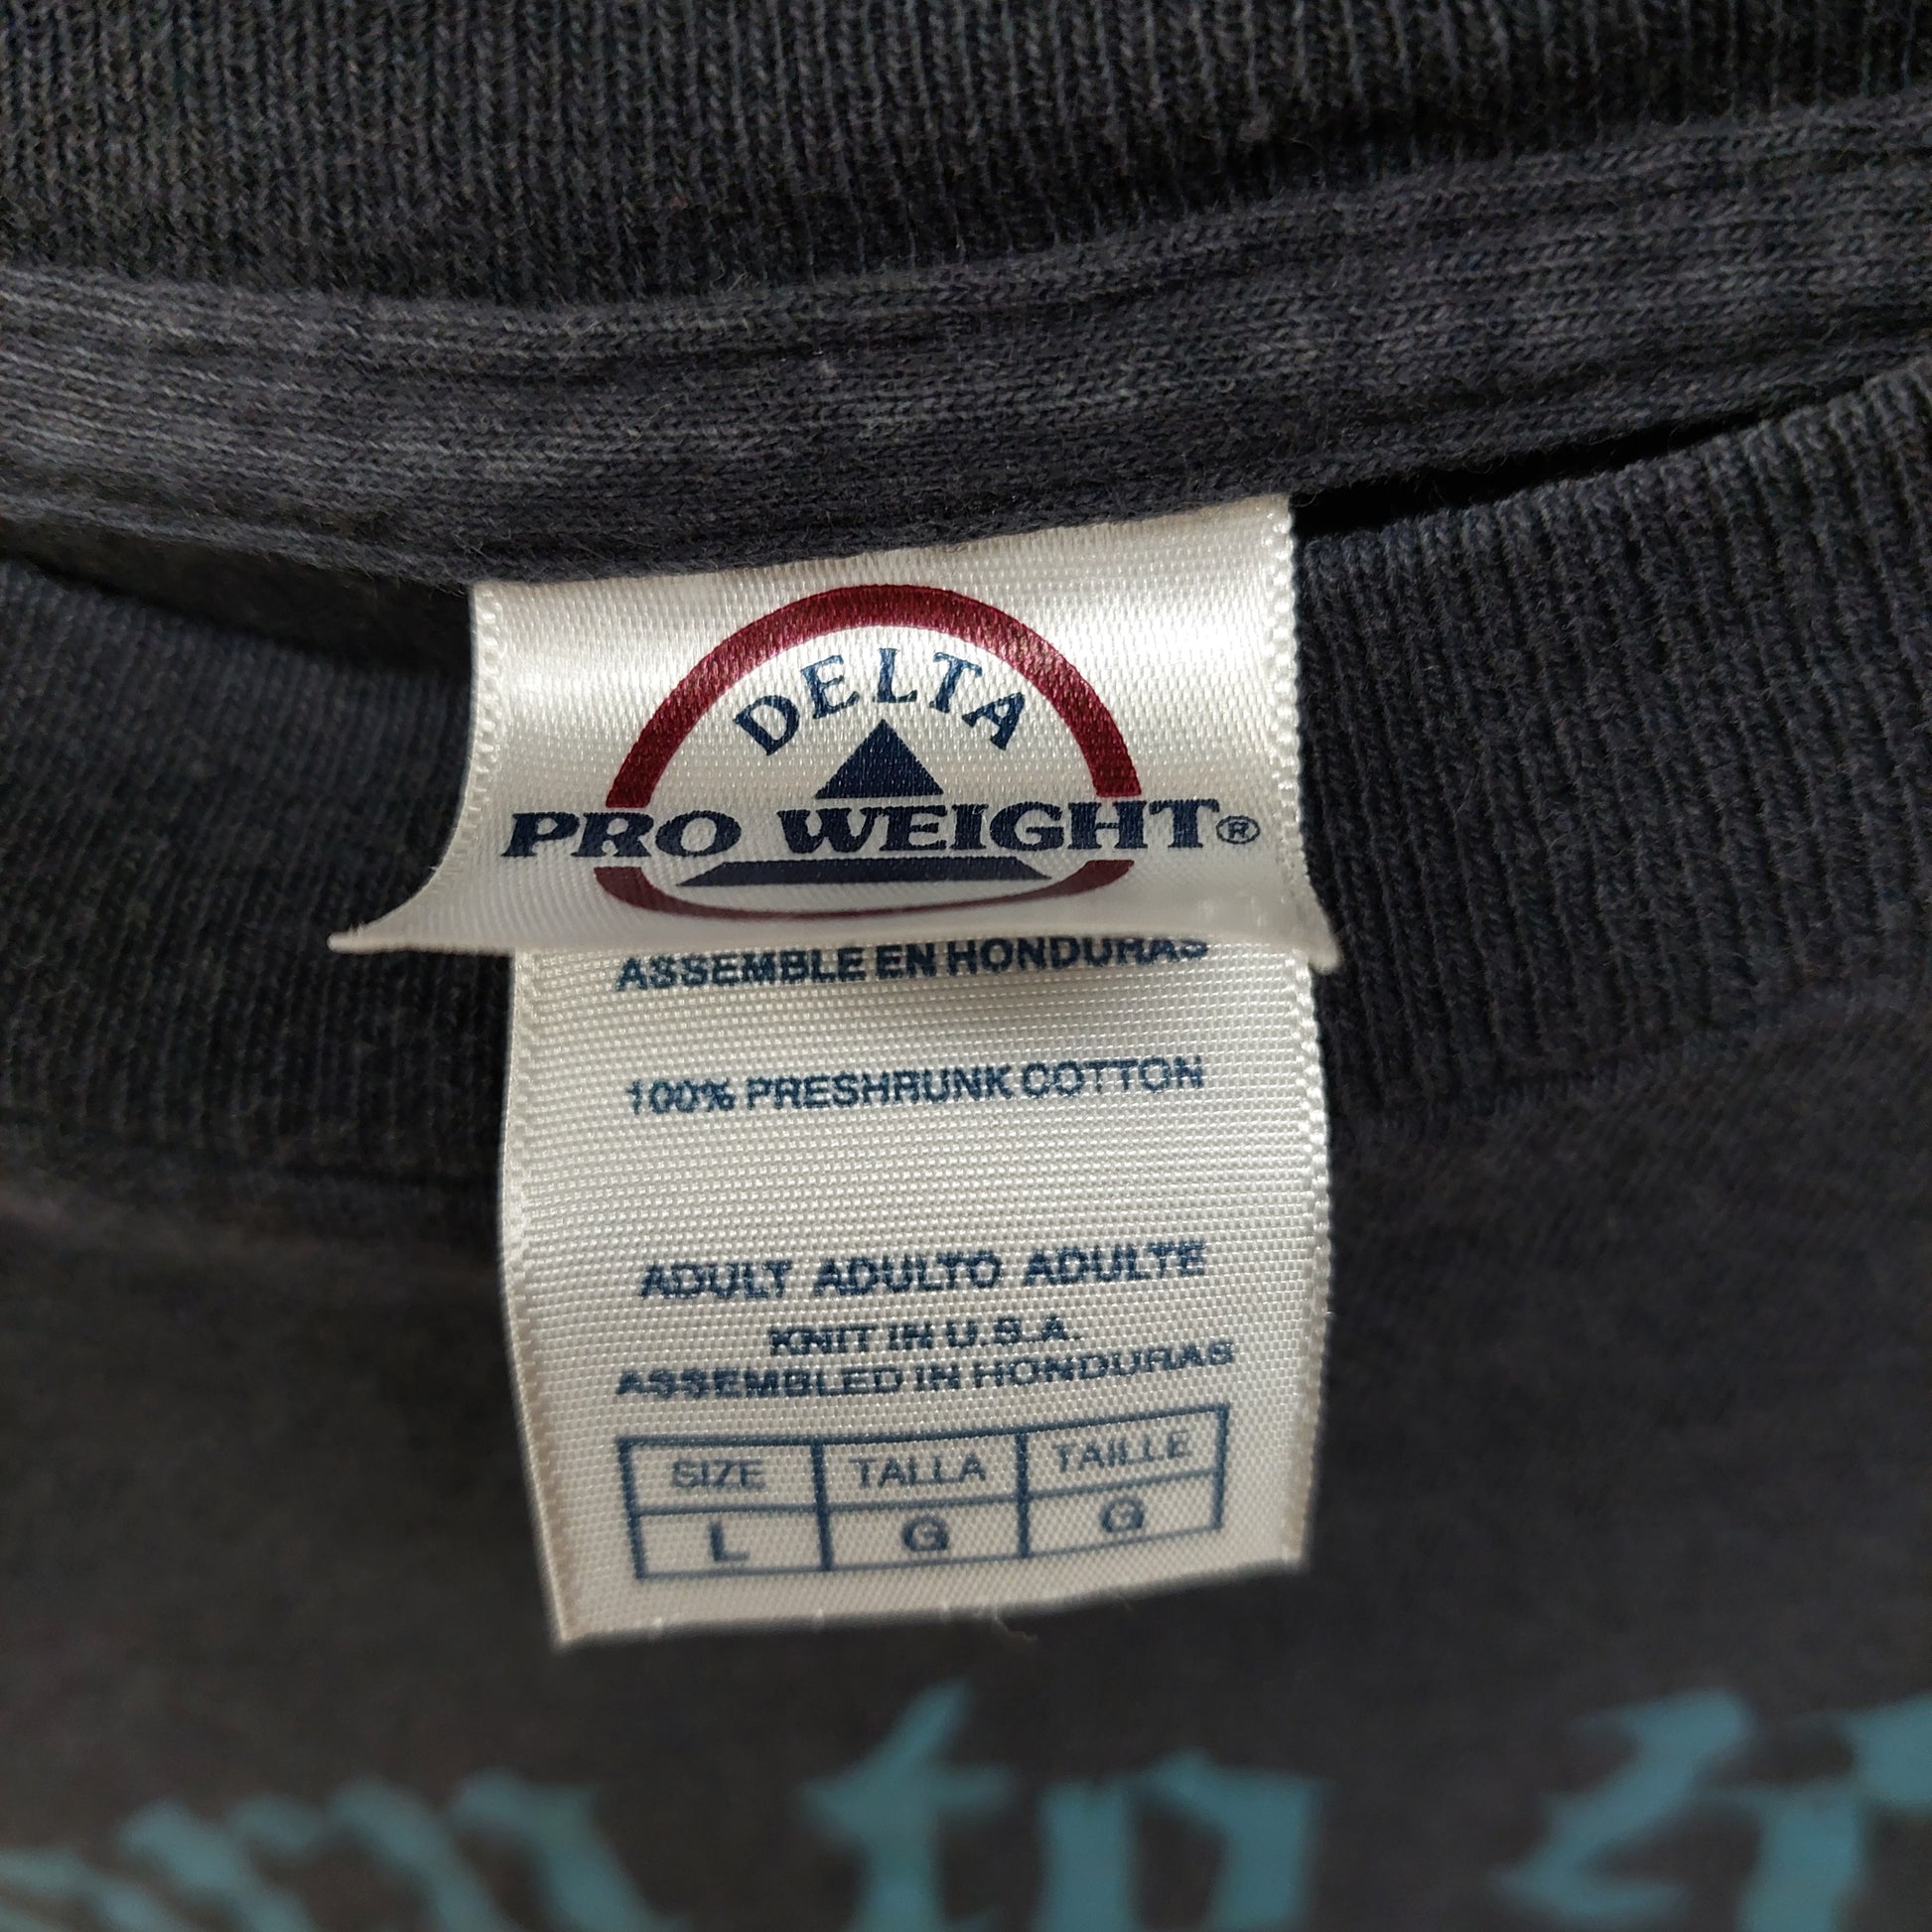 DELTA
PRO WEIGHT®
ASSEMBLE EN HONDURAS
100% PRESHRUNK COTTON
ADULT ADULTO ADULTE
KNIT IN U.S.A
ASSEMBLED IN HONDURAS
SIZE TALLA TAILLE
L G G
to